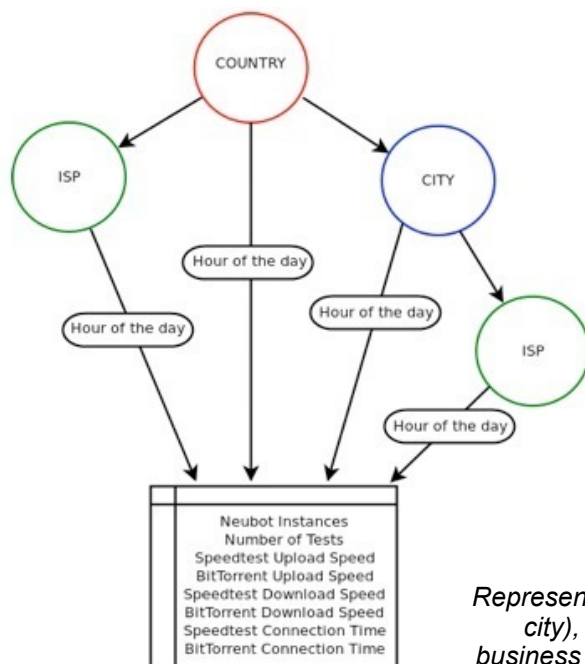 COUNTRY
ISP
CITY
Hour of the day
Hour of the day
Hour of the day
ISP
Hour of the day
Neubot Instances
Number of Tests
Speedtest Upload Speed
BitTorrent Upload Speed
Speedtest Download Speed
BitTorrent Download Speed
Speedtest Connection Time
BitTorrent Connection Time
city),
business